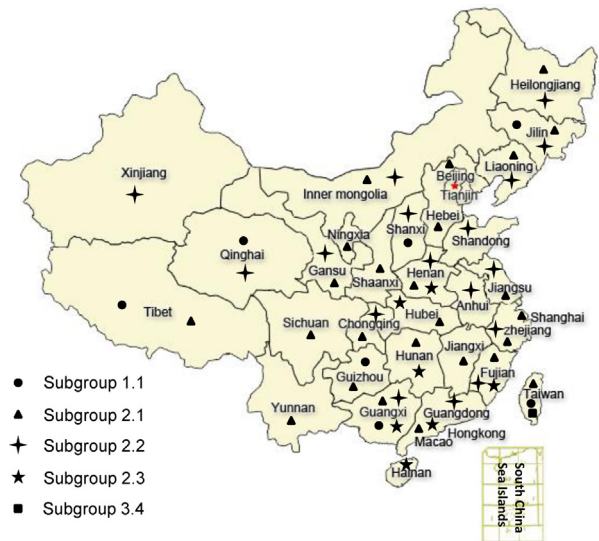 Heilongjiang
Jilin
Liaoning
Beijing
Tianjin
Xinjiang
Inner mongolia
Hebei
Shanxi
Ningxia
Shandong
Qinghai
Gansu
Shaanxi
Henan
Jiangsu
Anhui
Tibet
Sichuan
Chongqing
Hubei
Shanghai
zhejiang
Hunan
Jiangxi
Guizhou
Fujian
Taiwan
Yunnan
Guangxi
Guangdong
Hongkong
Macao
Hainan
Subgroup 1.1
Subgroup 2.1
Subgroup 2.2
Subgroup 2.3
Subgroup 3.4
South China
Sea Islands